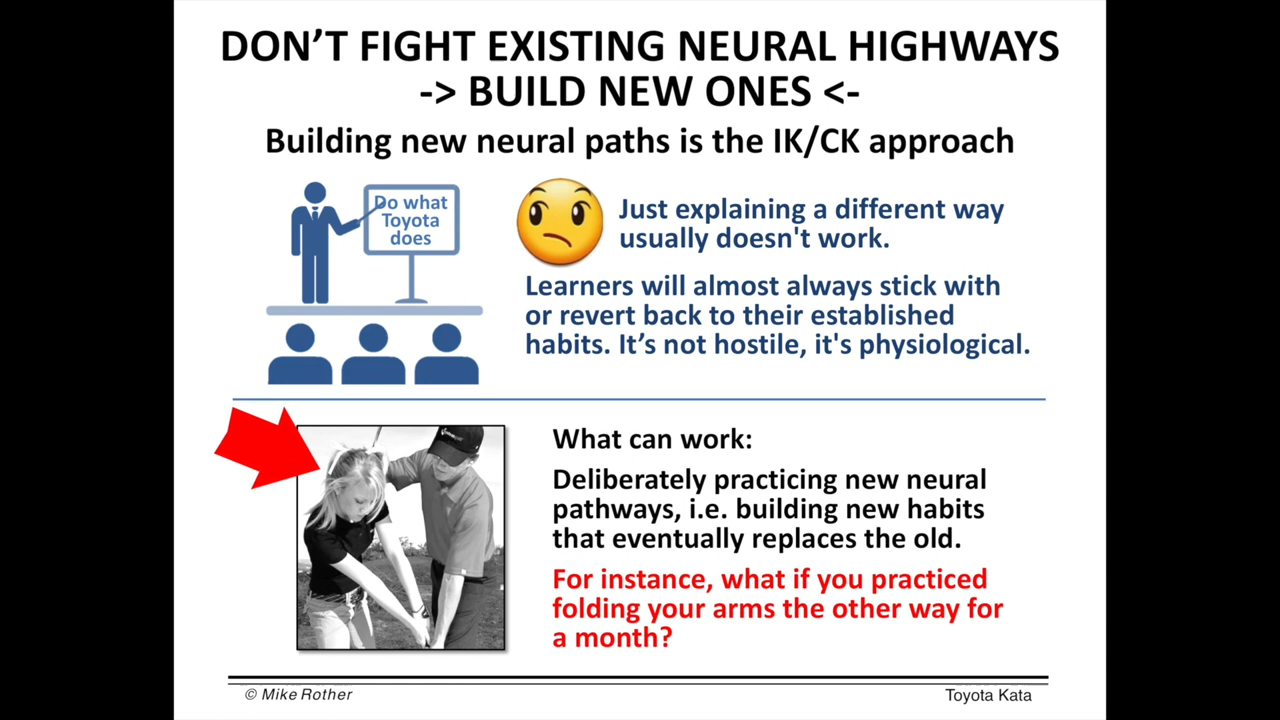 DON'T FIGHT EXISTING NEURAL HIGHWAYS
-> BUILD NEW ONES <-
Building new neural paths is the IK/CK approach
Do what
Toyota
does
Just explaining a different way
usually doesn't work.
Learners will almost always stick with
or revert back to their established
habits. It's not hostile, it's physiological.
What can work:
Deliberately practicing new neural
pathways, i.e. building new habits
that eventually replaces the old.
For instance, what if you practiced
folding your arms the other way for
a month?
© Mike Rother
Toyota Kata